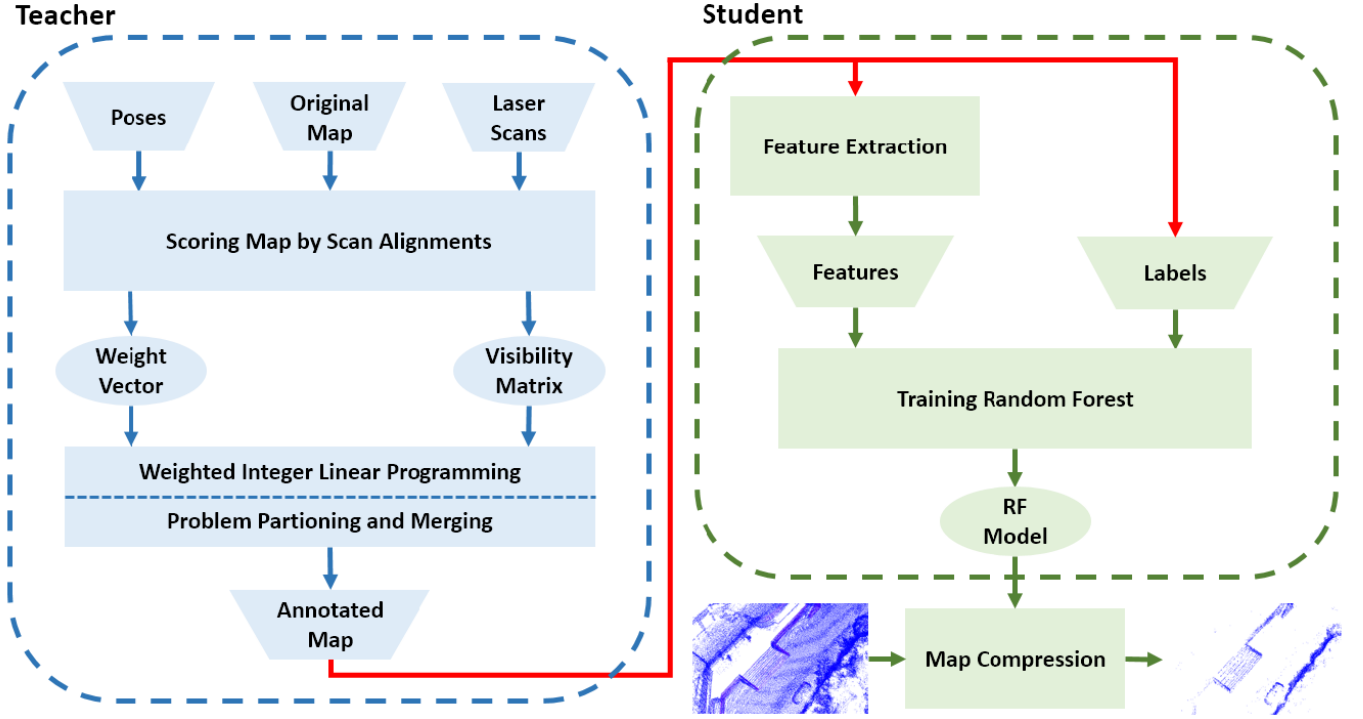 Teacher
Poses
Original
Map
Laser
Scans
Scoring Map by Scan Alignments
Weight
Vector
Visibility
Matrix
Weighted Integer Linear Programming
Problem Partioning and Merging
Annotated
Map
Student
Feature Extraction
Features
Labels
Training Random Forest
RF
Model
Map Compression